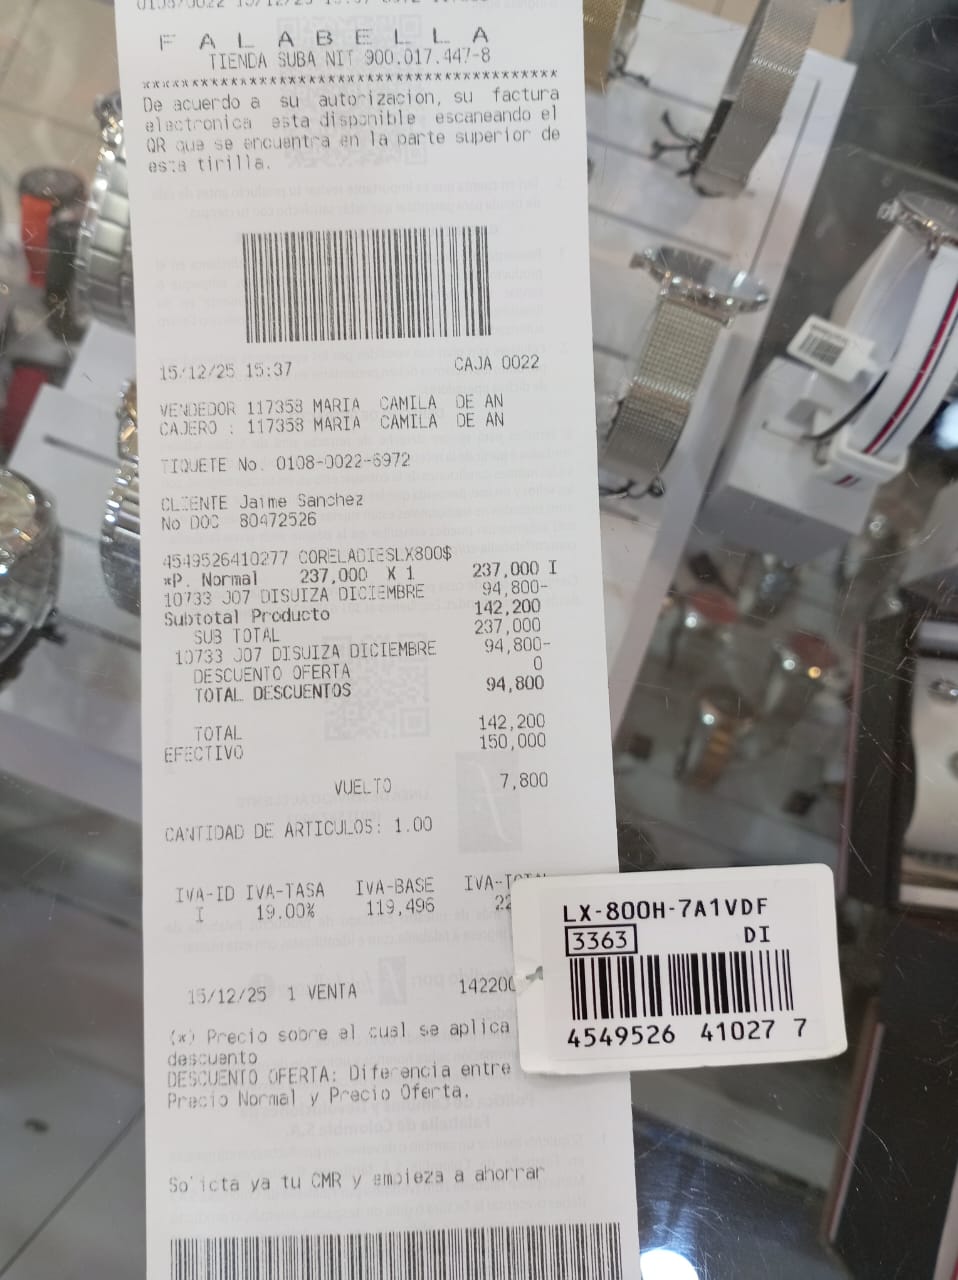 F A L A B E L L A
TIENDA SUBA NIT 900.017.447-8
****************************************
De acuerdo a su autorizacion, su factura
electronica esta disponible escaneando el
QR que se encuentra en la parte superior de
esta tirilla.
15/12/25 15:37 CAJA 0022
VENDEDOR 117358 MARIA CAMILA DE AN
CAJERO : 117358 MARIA CAMILA DE AN
TIQUETE No. 0108-0022-6972
CLIENTE Jaime Sanchez
No DOC 80472526
4549526410277 CORELADIESLX800$
*P. Normal 237,000 X 1 237,000 I
10733 J07 DISUIZA DICIEMBRE 94,800-
Subtotal Producto 142,200
SUB TOTAL 237,000
10733 J07 DISUIZA DICIEMBRE 94,800-
DESCUENTO OFERTA 0
TOTAL DESCUENTOS 94,800
TOTAL 142,200
EFECTIVO 150,000
VUELTO 7,800
CANTIDAD DE ARTICULOS: 1.00
IVA-ID IVA-TASA IVA-BASE
I 19.00% 119,496 22
15/12/25 1 VENTA 142200
(*) Precio sobre el cual se aplica
descuento
DESCUENTO OFERTA: Diferencia entre
Precio Normal y Precio Oferta.
Solicta ya tu CMR y empieza a ahorrar
LX-800H-7A1VDF
3363 DI
4549526 41027 7